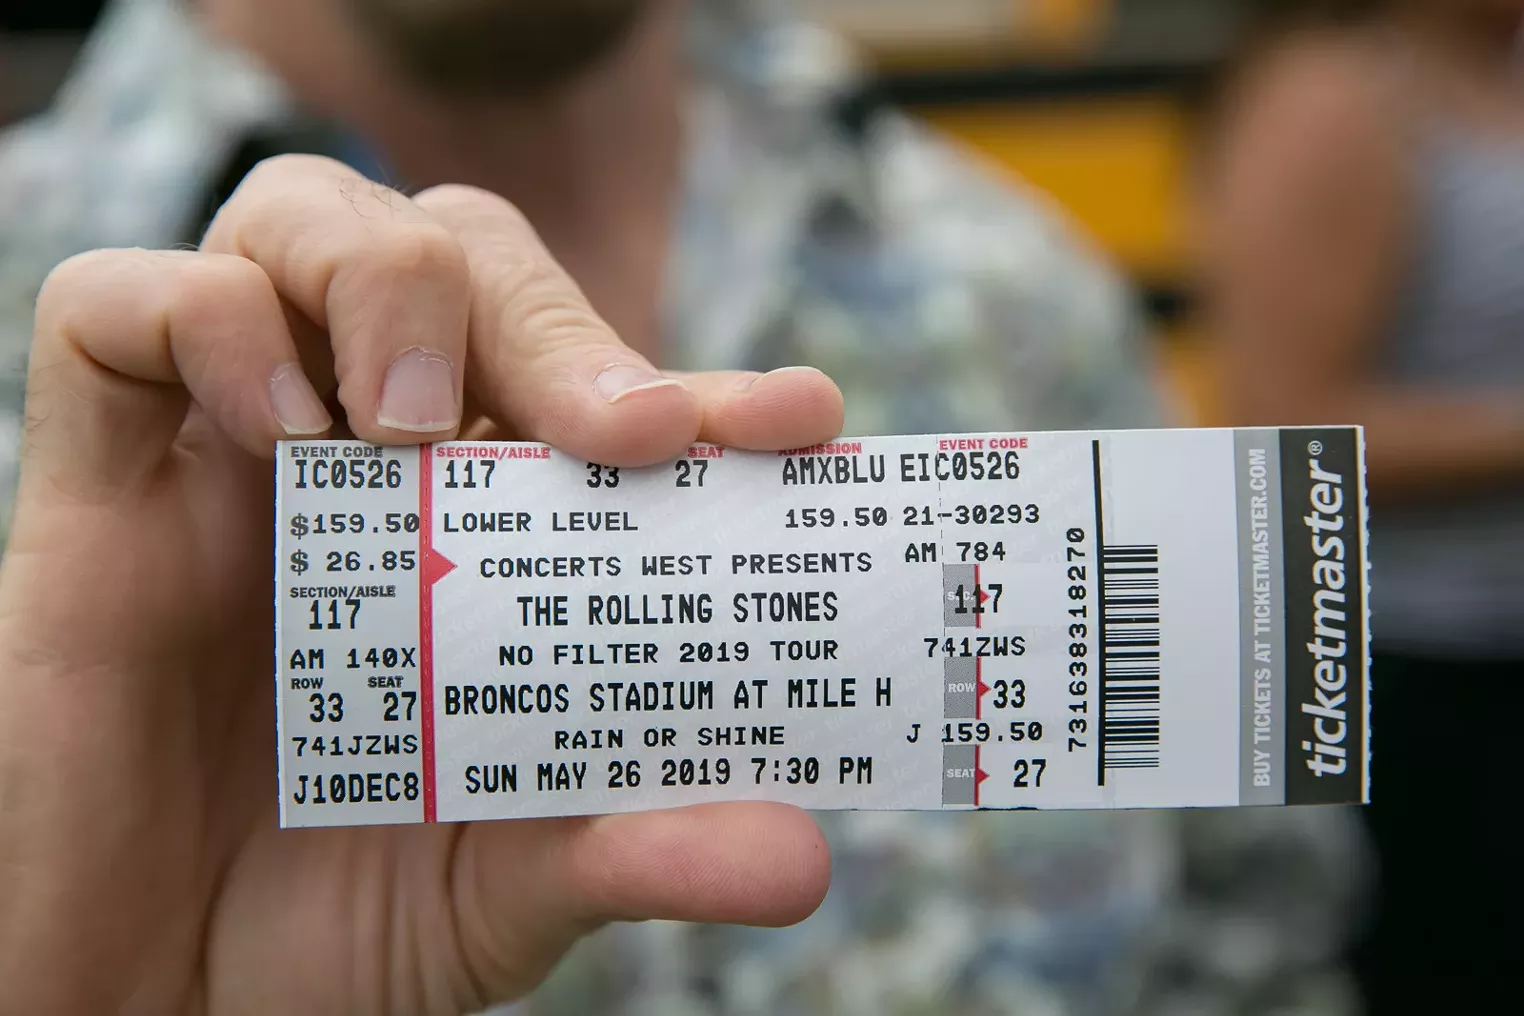 EVENT CODE
IC0526
$159.50
$ 26.85
SECTION/AISLE
117
AM 140X
ROW SEAT
33 27
741JZWS
J10DEC8
SECTION/AISLE SEAT ADMISSION EVENT CODE
117 33 27 AMXBLU EIC0526
LOWER LEVEL 159.50 21-30293
CONCERTS WEST PRESENTS AM 784
THE ROLLING STONES 117
NO FILTER 2019 TOUR 741ZWS
BRONCOS STADIUM AT MILE H ROW 33
RAIN OR SHINE J 159.50
SUN MAY 26 2019 7:30 PM SEAT 27
7316383318270
BUY TICKETS AT TICKETMASTER.COM
ticketmaster®